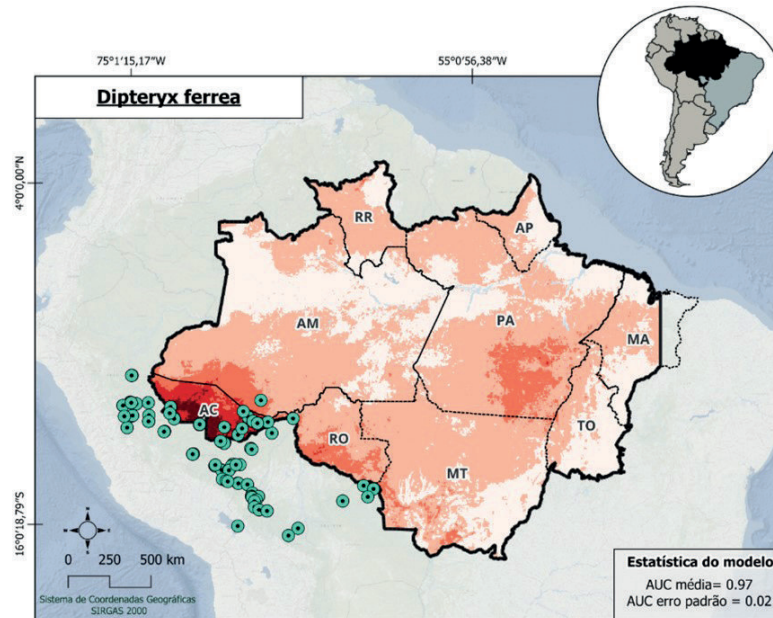 75°1'15,17"W
55°0'56,38"W
Dipteryx ferrea
4°0'0,00"N
RR
AP
AM
PA
MA
AC
RO
TO
MT
16°0'18,79"S
N
W
E
S
0 250 500 km
Sistema de Coordenadas Geográficas
SIRGAS 2000
Estatística do modelo
AUC média= 0.97
AUC erro padrão = 0.02